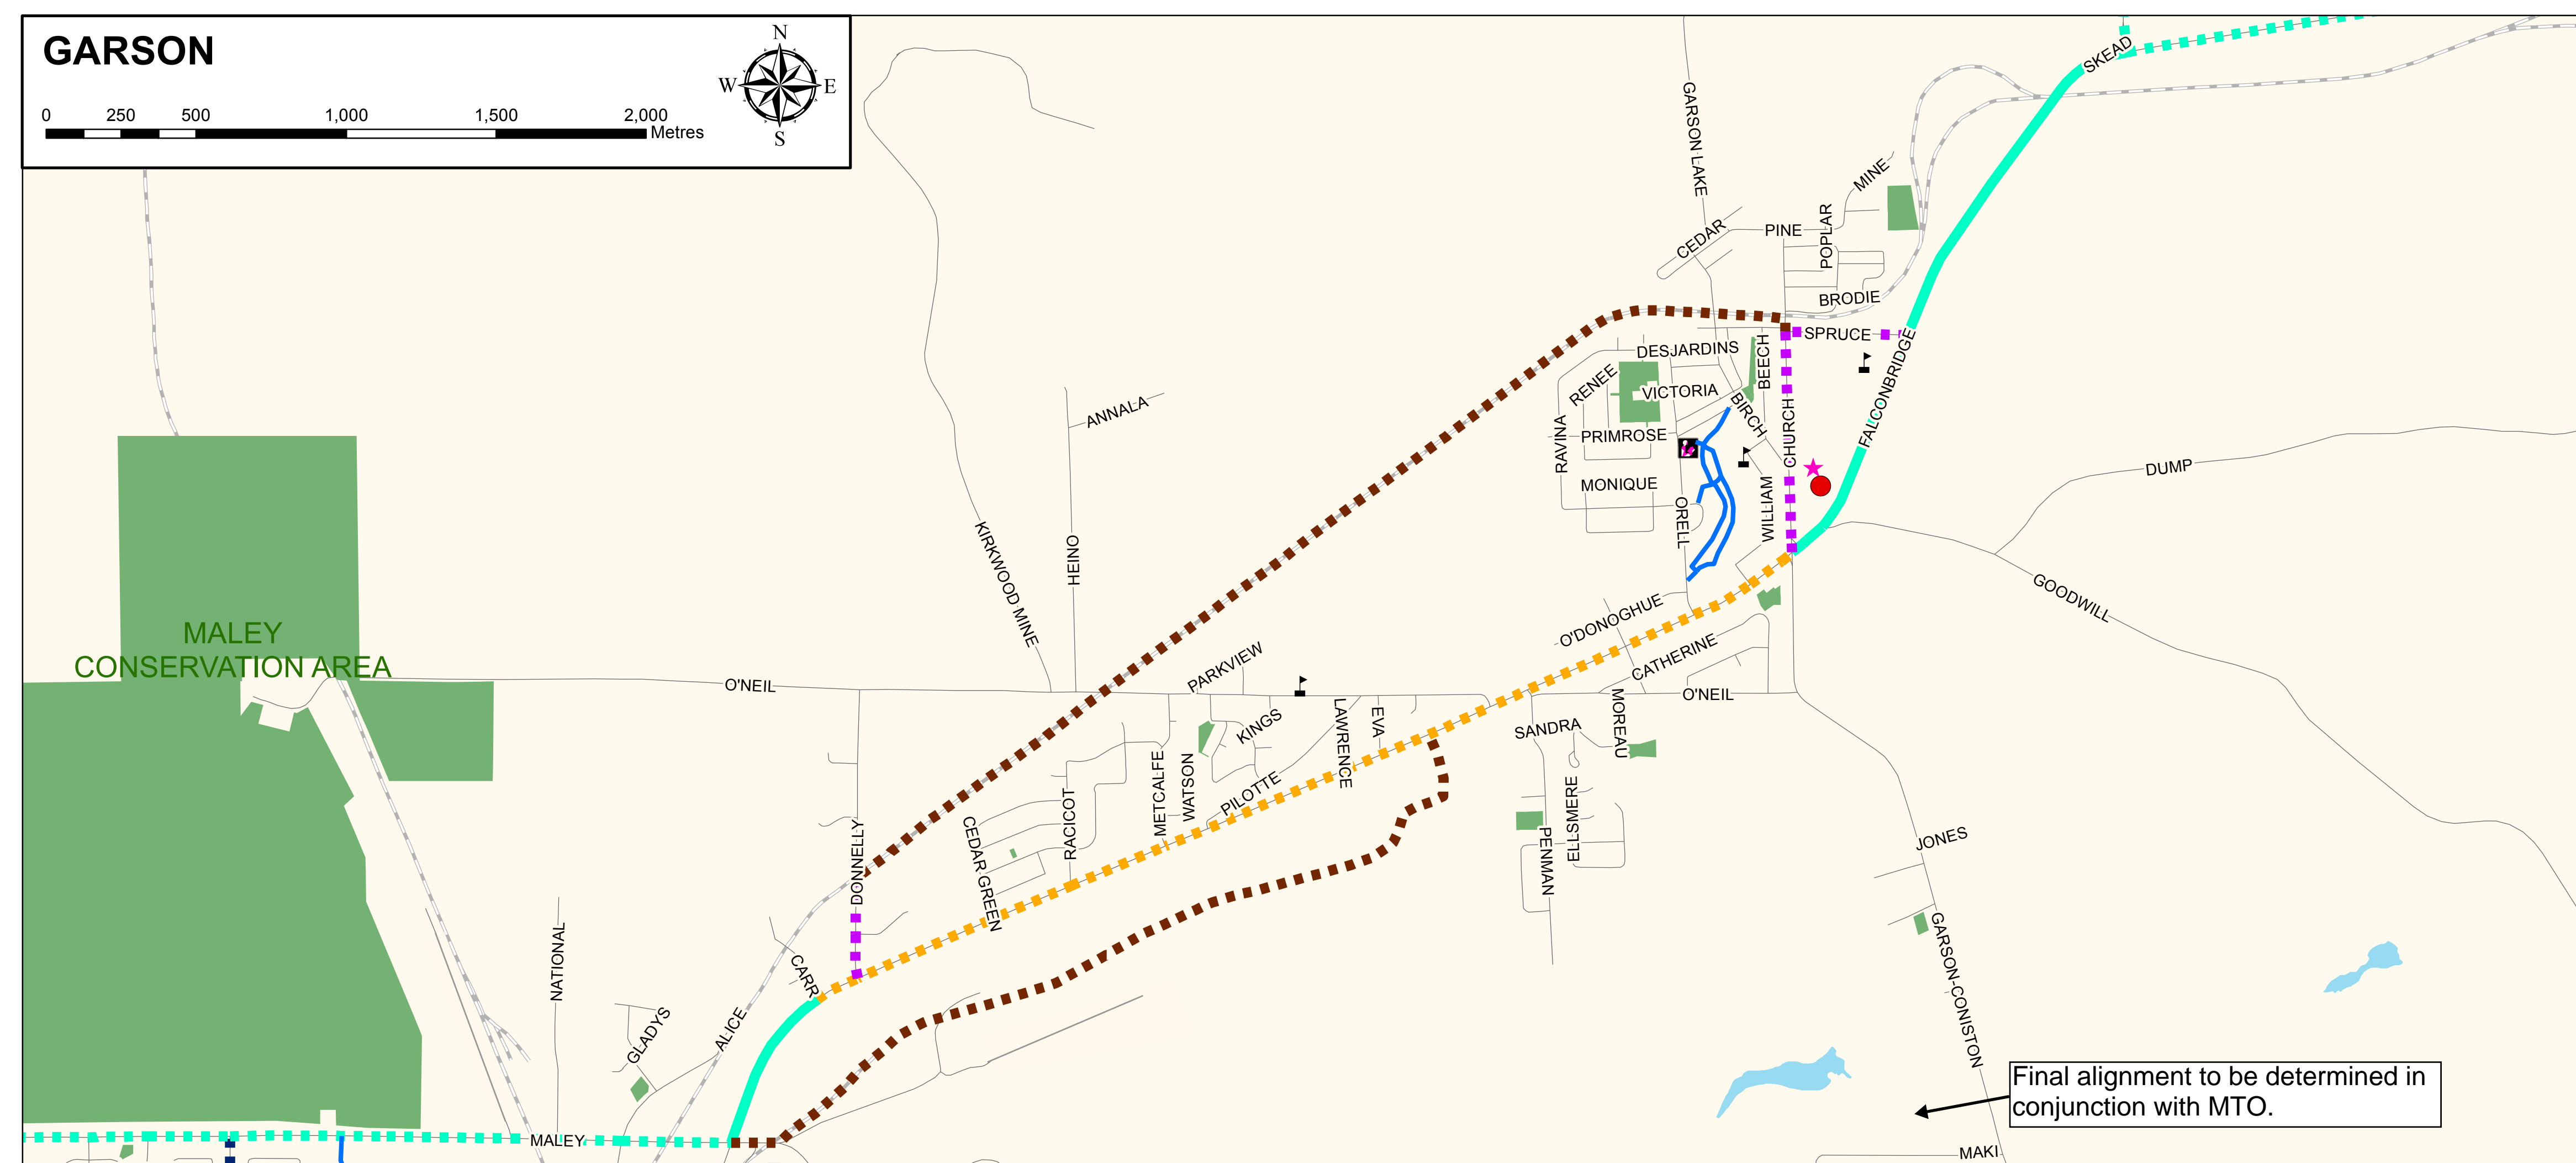 GARSON
N
W E
S
0 250 500 1,000 1,500 2,000
Metres
SKEAD
GARSON LAKE
MINE
CEDAR
PINE
POPLAR
BRODIE
SPRUCE
FALCONBRIDGE
DESJARDINS
BEECH
RENEE
VICTORIA
BIRCH
CHURCH
RAVINA
PRIMROSE
MONIQUE
ORELL
WILLIAM
ANNALA
HEINO
KIRKWOOD MINE
DUMP
GOODWILL
MALEY
CONSERVATION AREA
O'NEIL
PARKVIEW
O'DONOGHUE
CATHERINE
O'NEIL
KINGS
LAWRENCE
EVA
SANDRA
MOREAU
METCALFE
WATSON
PILOTTE
RACICOT
CEDAR GREEN
DONNELLY
ELLSMERE
PENMAN
JONES
GARSON-CONISTON
NATIONAL
CARR
GLADYS
ALICE
MALEY
Final alignment to be determined in
conjunction with MTO.
MAKI